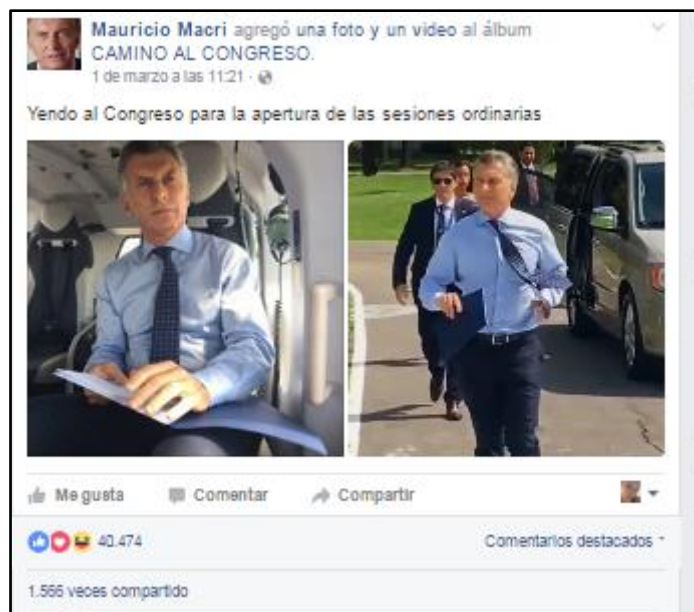 Mauricio Macri agregó una foto y un video al álbum
CAMINO AL CONGRESO.
1 de marzo a las 11:21 ·
Yendo al Congreso para la apertura de las sesiones ordinarias
Me gusta Comentar Compartir
40.474 Comentarios destacados
1.566 veces compartido